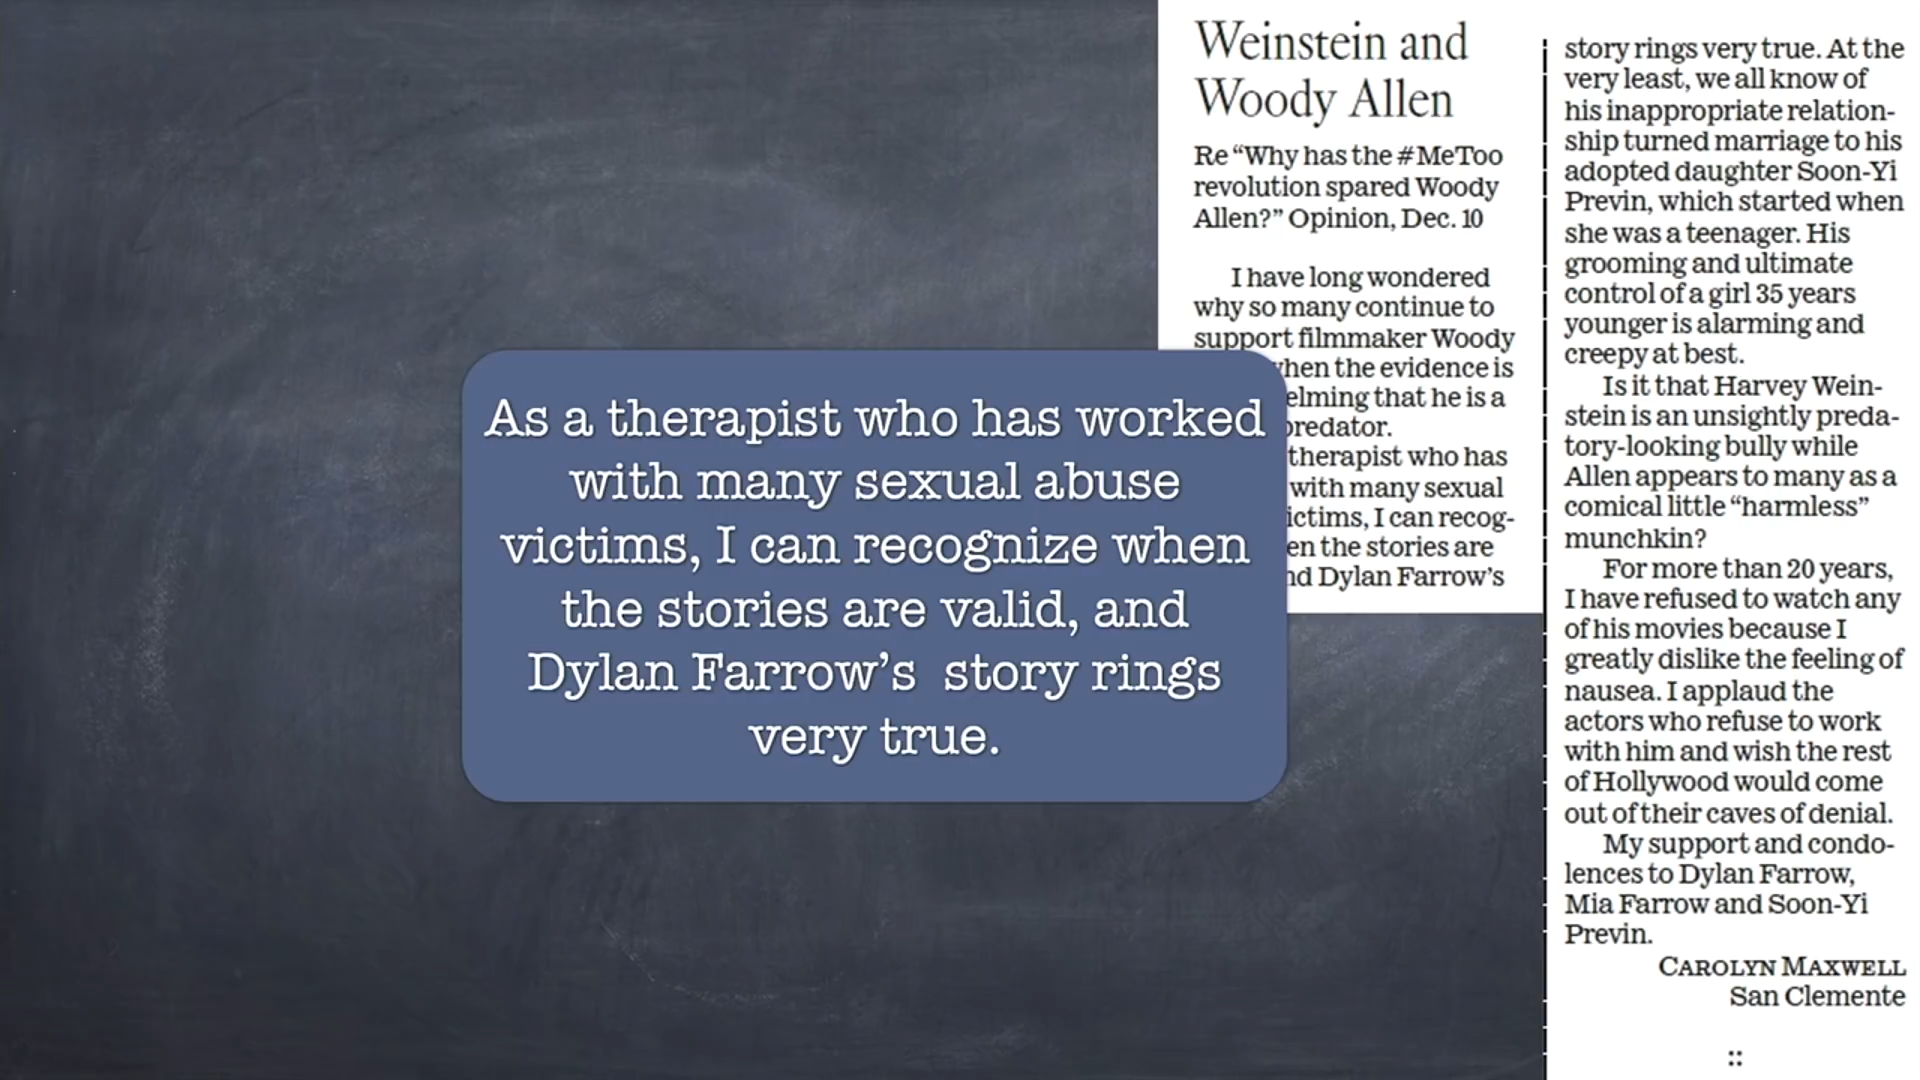 Weinstein and
Woody Allen
Re “Why has the #MeToo
revolution spared Woody
Allen?” Opinion, Dec. 10
I have long wondered
why so many continue to
support filmmaker Woody
when the evidence is
he is a
therapist who has
with many sexual
I can recog-
the stories are
Dylan Farrow’s
story rings very true. At the
very least, we all know of
his inappropriate relation-
ship turned marriage to his
adopted daughter Soon-Yi
Previn, which started when
she was a teenager. His
grooming and ultimate
control of a girl 35 years
younger is alarming and
creepy at best.
Is it that Harvey Wein-
stein is an unsightly preda-
tory-looking bully while
Allen appears to many as a
comical little “harmless”
munchkin?
For more than 20 years,
I have refused to watch any
of his movies because I
greatly dislike the feeling of
nausea. I applaud the
actors who refuse to work
with him and wish the rest
of Hollywood would come
out of their caves of denial.
My support and condo-
lences to Dylan Farrow,
Mia Farrow and Soon-Yi
Previn.
CAROLYN MAXWELL
San Clemente
As a therapist who has worked
with many sexual abuse
victims, I can recognize when
the stories are valid, and
Dylan Farrow’s story rings
very true.